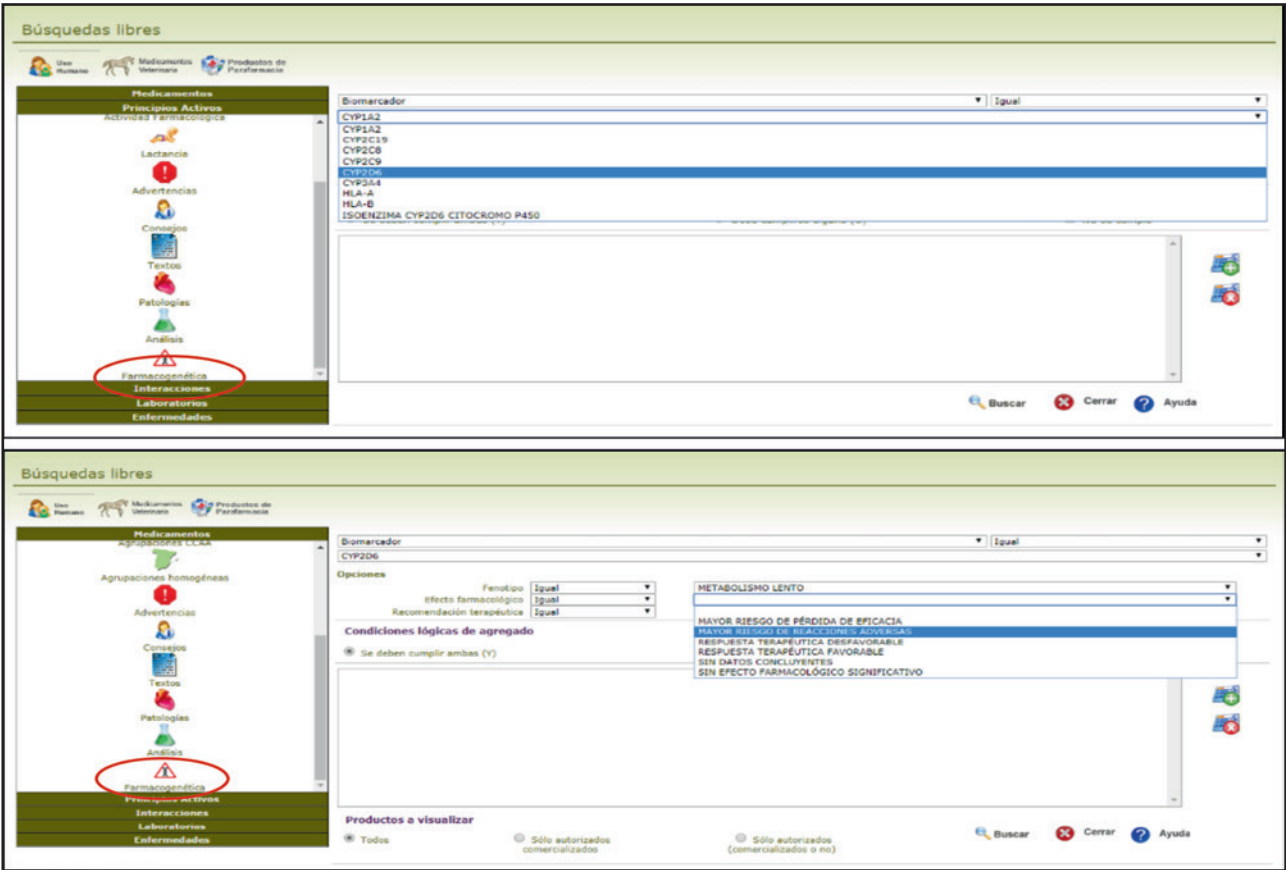 Búsquedas libres
Uso Humano
Medicamentos Veterinaria
Productos de Parafarmacia
Medicamentos
Principios Activos
Actividad Farmacológica
Lactancia
Advertencias
Consejos
Textos
Patologías
Análisis
Farmacogenética
Interacciones
Laboratorios
Enfermedades
Biomarcador
Igual
CYP1A2
CYP1A2
CYP2C19
CYP2C8
CYP2C9
CYP2D6
CYP3A4
HLA-A
HLA-B
ISOENZIMA CYP2D6 CITOCROMO P450
Buscar
Cerrar
Ayuda
Búsquedas libres
Uso Humano
Medicamentos Veterinaria
Productos de Parafarmacia
Medicamentos
Agrupaciones CCAA
Agrupaciones homogéneas
Advertencias
Consejos
Textos
Patologías
Análisis
Farmacogenética
Principios Activos
Interacciones
Laboratorios
Enfermedades
Biomarcador
Igual
CYP2D6
Opciones
Fenotipo Igual METABOLISMO LENTO
Efecto farmacológico Igual
Recomendación terapéutica Igual
MAYOR RIESGO DE PÉRDIDA DE EFICACIA
MAYOR RIESGO DE REACCIONES ADVERSAS
RESPUESTA TERAPÉUTICA DESFAVORABLE
RESPUESTA TERAPÉUTICA FAVORABLE
SIN DATOS CONCLUYENTES
SIN EFECTO FARMACOLÓGICO SIGNIFICATIVO
Condiciones lógicas de agregado
Se deben cumplir ambas (Y)
Productos a visualizar
Todos
Sólo autorizados comercializados
Sólo autorizados (comercializados o no)
Buscar
Cerrar
Ayuda